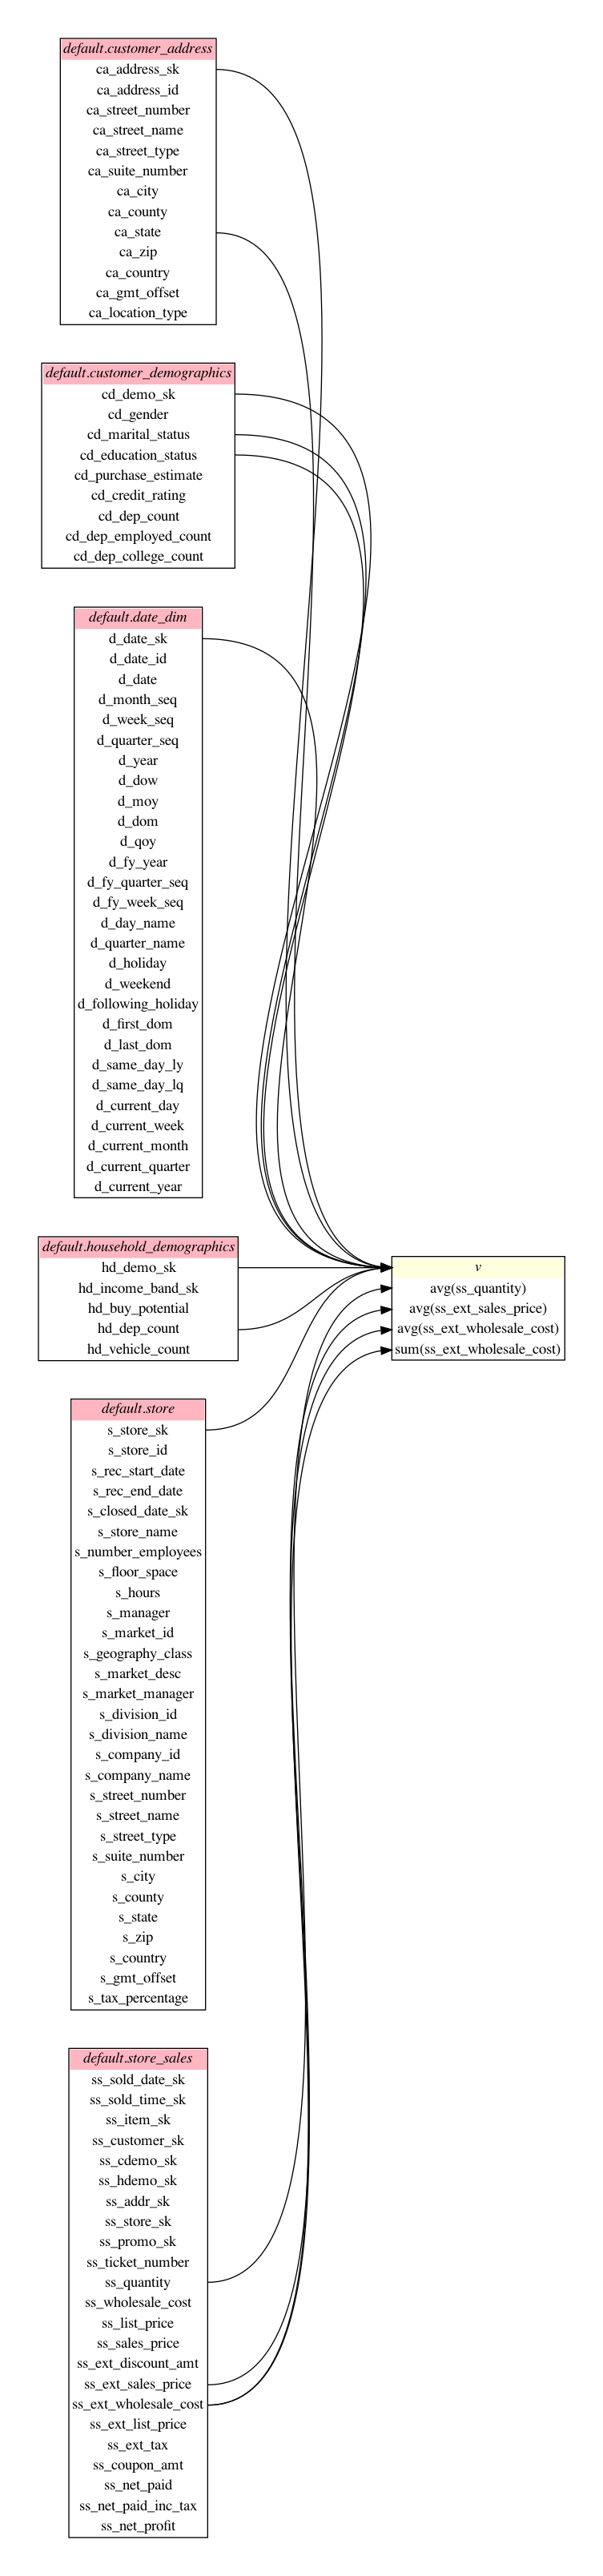 default.customer_address
ca_address_sk
ca_address_id
ca_street_number
ca_street_name
ca_street_type
ca_suite_number
ca_city
ca_county
ca_state
ca_zip
ca_country
ca_gmt_offset
ca_location_type
default.customer_demographics
cd_demo_sk
cd_gender
cd_marital_status
cd_education_status
cd_purchase_estimate
cd_credit_rating
cd_dep_count
cd_dep_employed_count
cd_dep_college_count
default.date_dim
d_date_sk
d_date_id
d_date
d_month_seq
d_week_seq
d_quarter_seq
d_year
d_dow
d_moy
d_dom
d_qoy
d_fy_year
d_fy_quarter_seq
d_fy_week_seq
d_day_name
d_quarter_name
d_holiday
d_weekend
d_following_holiday
d_first_dom
d_last_dom
d_same_day_ly
d_same_day_lq
d_current_day
d_current_week
d_current_month
d_current_quarter
d_current_year
default.household_demographics
hd_demo_sk
hd_income_band_sk
hd_buy_potential
hd_dep_count
hd_vehicle_count
v
avg(ss_quantity)
avg(ss_ext_sales_price)
avg(ss_ext_wholesale_cost)
sum(ss_ext_wholesale_cost)
default.store
s_store_sk
s_store_id
s_rec_start_date
s_rec_end_date
s_closed_date_sk
s_store_name
s_number_employees
s_floor_space
s_hours
s_manager
s_market_id
s_geography_class
s_market_desc
s_market_manager
s_division_id
s_division_name
s_company_id
s_company_name
s_street_number
s_street_name
s_street_type
s_suite_number
s_city
s_county
s_state
s_zip
s_country
s_gmt_offset
s_tax_percentage
default.store_sales
ss_sold_date_sk
ss_sold_time_sk
ss_item_sk
ss_customer_sk
ss_cdemo_sk
ss_hdemo_sk
ss_addr_sk
ss_store_sk
ss_promo_sk
ss_ticket_number
ss_quantity
ss_wholesale_cost
ss_list_price
ss_sales_price
ss_ext_discount_amt
ss_ext_sales_price
ss_ext_wholesale_cost
ss_ext_list_price
ss_ext_tax
ss_coupon_amt
ss_net_paid
ss_net_paid_inc_tax
ss_net_profit